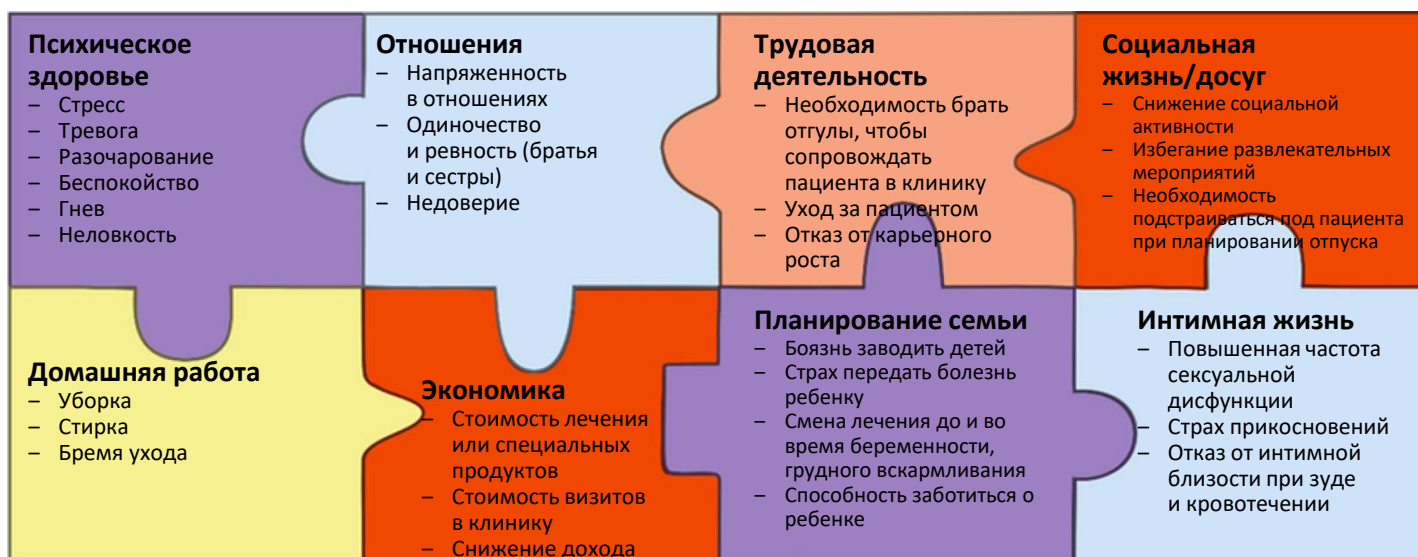 Психическое
здоровье
– Стресс
– Тревога
– Разочарование
– Беспокойство
– Гнев
– Неловкость
Отношения
– Напряженность
в отношениях
– Одиночество
и ревность (братья
и сестры)
– Недоверие
Трудовая
деятельность
– Необходимость брать
отгулы, чтобы
сопровождать
пациента в клинику
– Уход за пациентом
– Отказ от карьерного
роста
Социальная
жизнь/досуг
– Снижение социальной
активности
– Избегание развлекательных
мероприятий
– Необходимость
подстраиваться под пациента
при планировании отпуска
Домашняя работа
– Уборка
– Стирка
– Бремя ухода
Экономика
– Стоимость лечения
или специальных
продуктов
– Стоимость визитов
в клинику
– Снижение дохода
Планирование семьи
– Боязнь заводить детей
– Страх передать болезнь
ребенку
– Смена лечения до и во
время беременности,
грудного вскармливания
– Способность заботиться о
ребенке
Интимная жизнь
– Повышенная частота
сексуальной
дисфункции
– Страх прикосновений
– Отказ от интимной
близости при зуде
и кровотечении